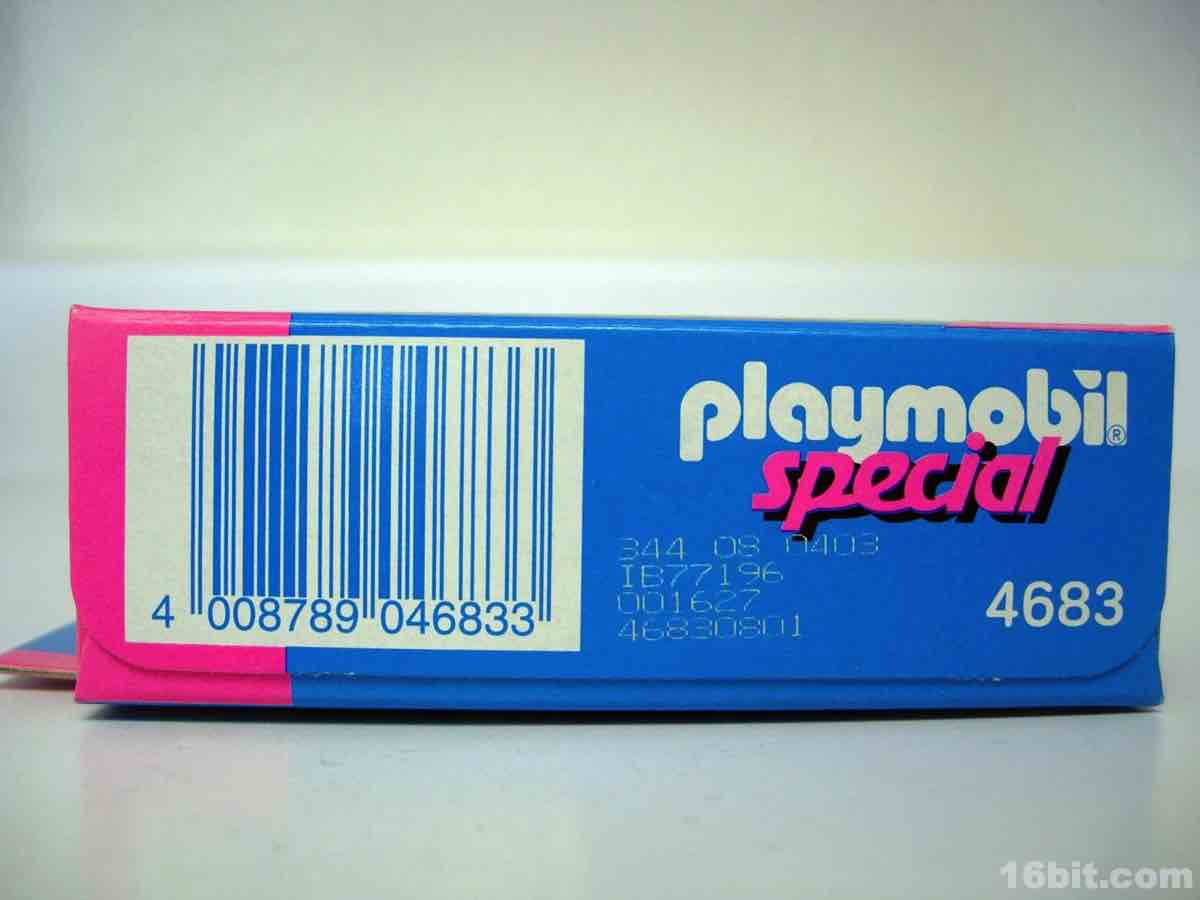 playmobil®
special
344 08 0403
IB77196
001627
46830801
4683
4 008789 046833
16bit.com